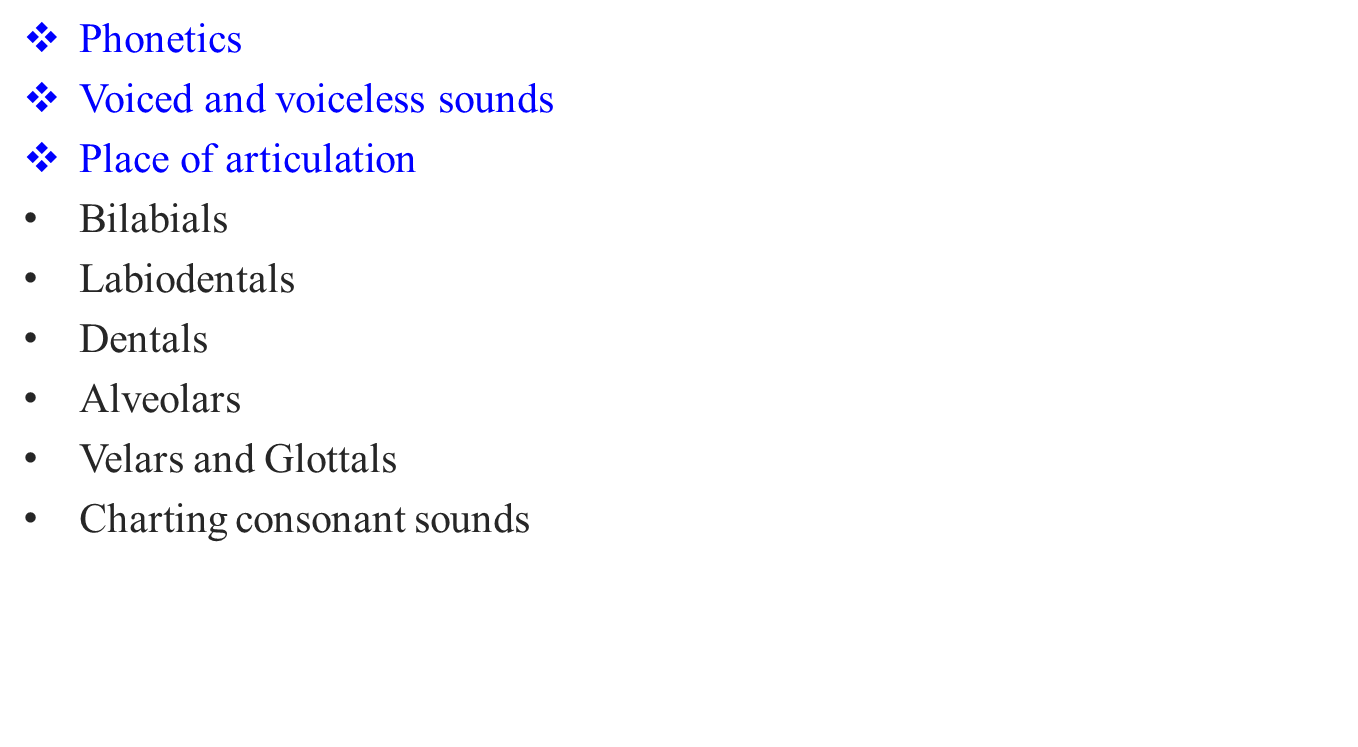 ❖ Phonetics
❖ Voiced and voiceless sounds
❖ Place of articulation
• Bilabials
• Labiodentals
• Dentals
• Alveolars
• Velars and Glottals
• Charting consonant sounds